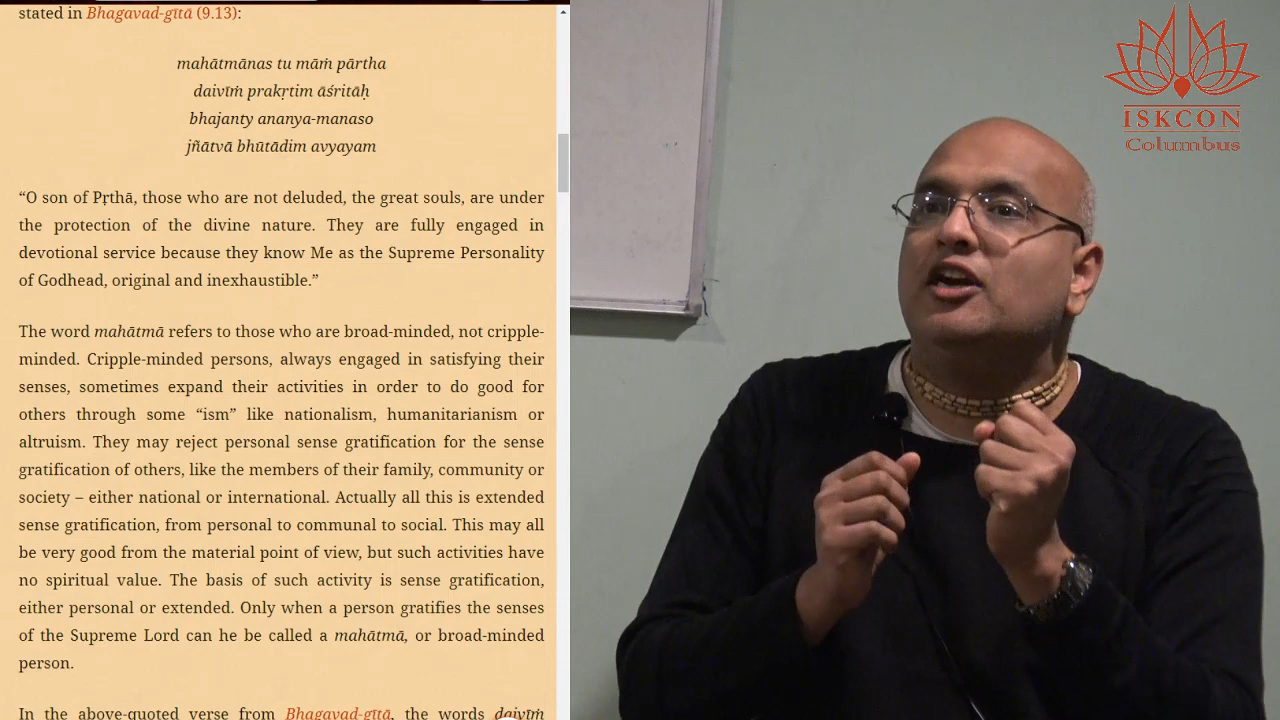 stated in Bhagavad-gītā (9.13):
mahātmānas tu māṁ pārtha
daivīṁ prakṛtim āśritāḥ
bhajanty ananya-manaso
jñātvā bhūtādim avyayam
“O son of Pṛthā, those who are not deluded, the great souls, are under
the protection of the divine nature. They are fully engaged in
devotional service because they know Me as the Supreme Personality
of Godhead, original and inexhaustible.”
The word mahātmā refers to those who are broad-minded, not cripple-
minded. Cripple-minded persons, always engaged in satisfying their
senses, sometimes expand their activities in order to do good for
others through some “ism” like nationalism, humanitarianism or
altruism. They may reject personal sense gratification for the sense
gratification of others, like the members of their family, community or
society – either national or international. Actually all this is extended
sense gratification, from personal to communal to social. This may all
be very good from the material point of view, but such activities have
no spiritual value. The basis of such activity is sense gratification,
either personal or extended. Only when a person gratifies the senses
of the Supreme Lord can he be called a mahātmā, or broad-minded
person.
In the above-quoted verse from Bhagavad-gītā, the words daivīṁ
ISKCON
Columbus